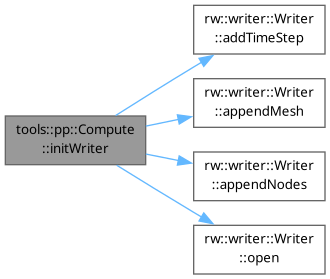 tools::pp::Compute
::initWriter
rw::writer::Writer
::addTimeStep
rw::writer::Writer
::appendMesh
rw::writer::Writer
::appendNodes
rw::writer::Writer
::open